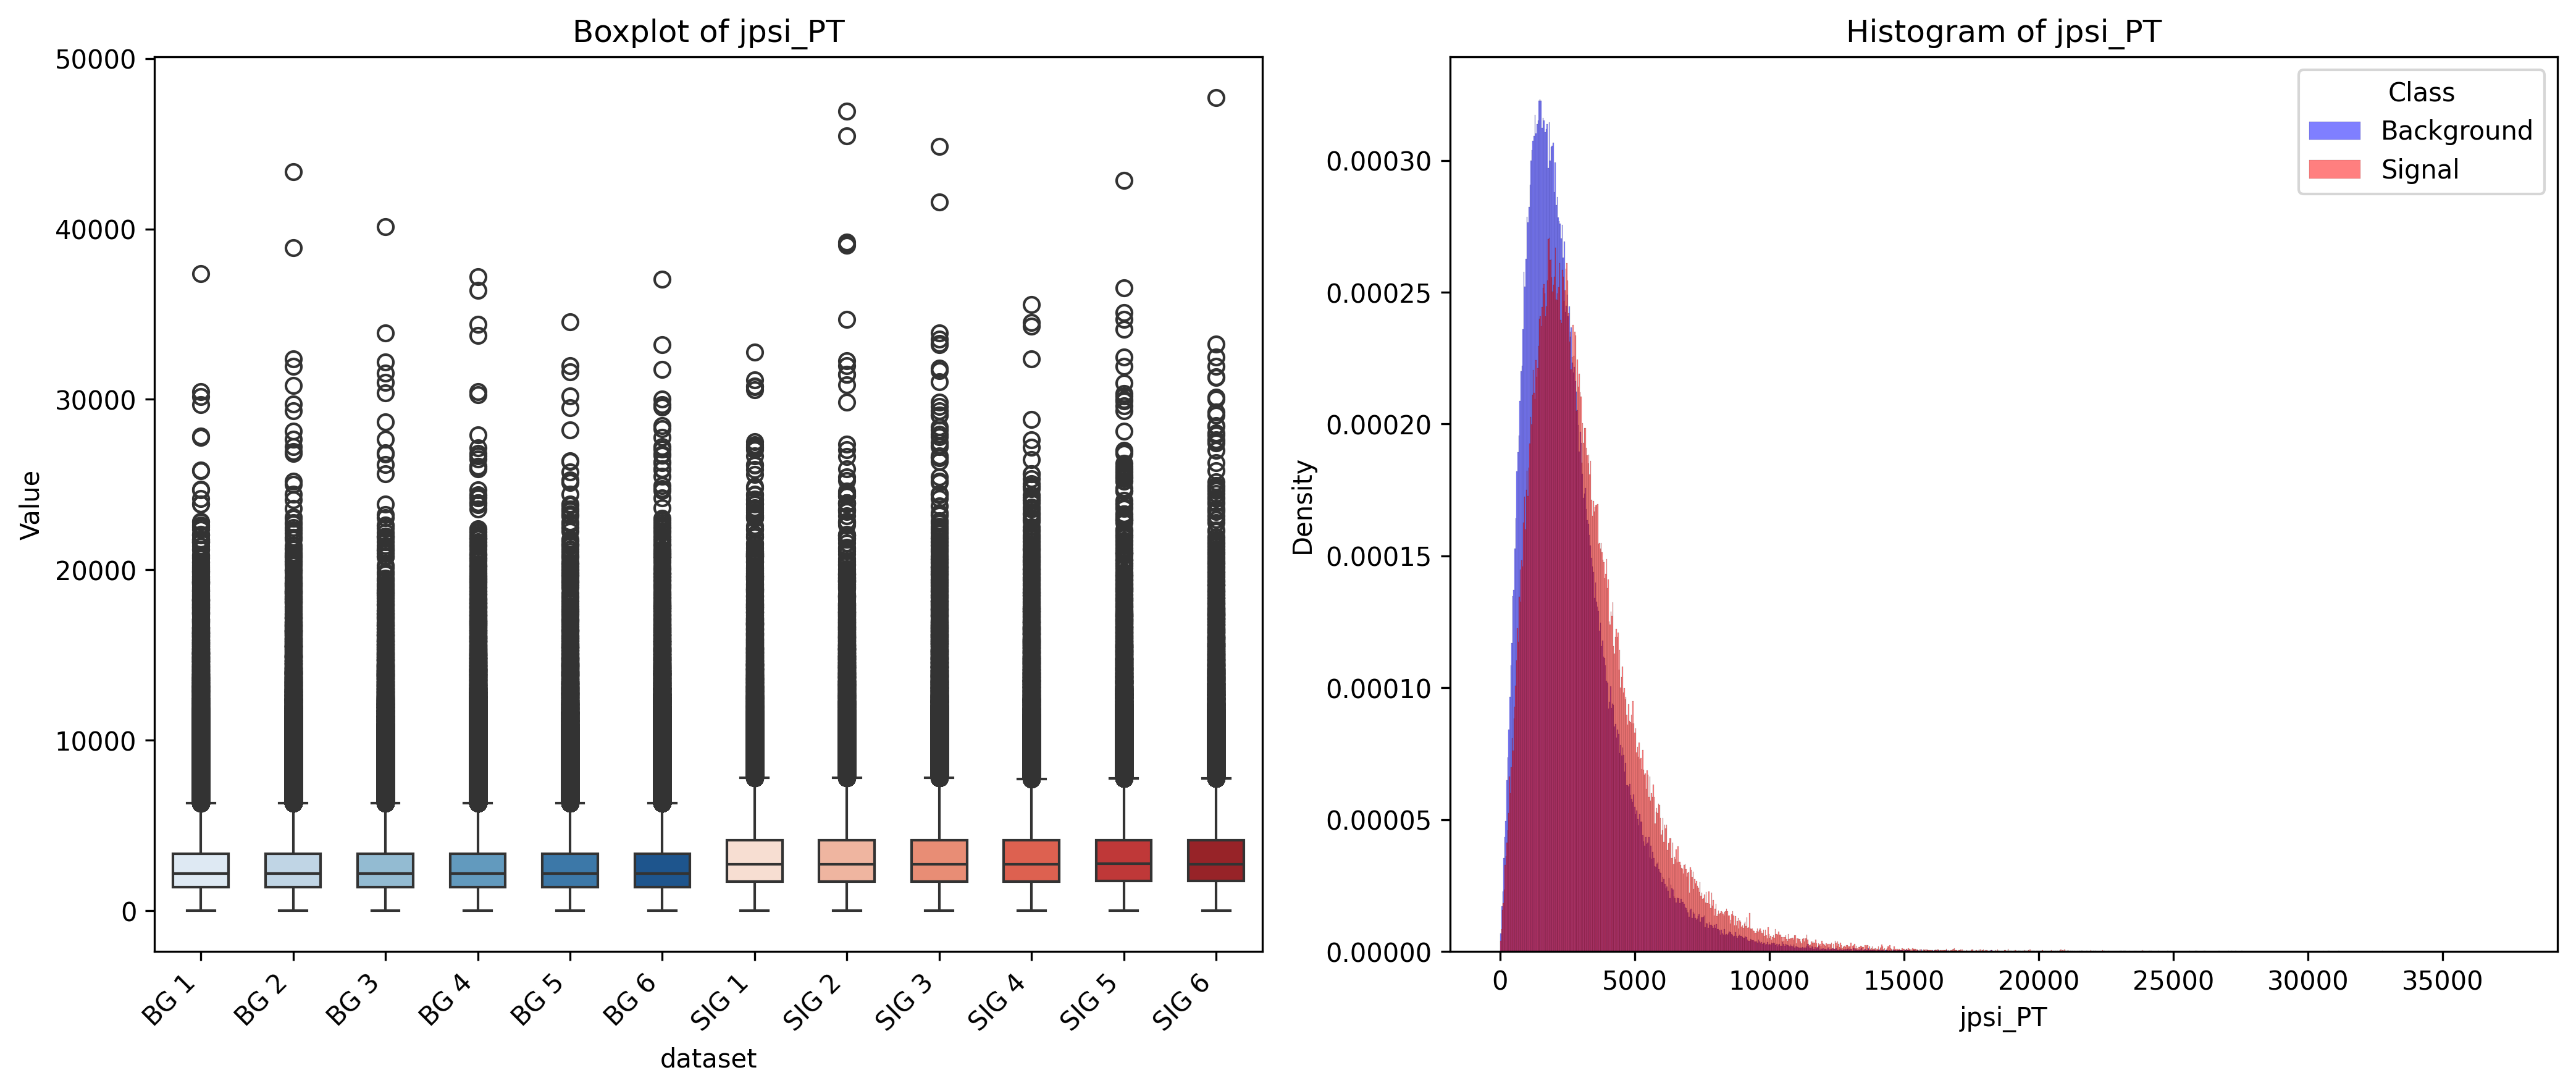 Boxplot of jpsi_PT
50000
40000
30000
20000
10000
0
Value
BG 1
BG 2
BG 3
BG 4
BG 5
BG 6
SIG 1
SIG 2
SIG 3
SIG 4
SIG 5
SIG 6
dataset
Histogram of jpsi_PT
Class
Background
Signal
0.00030
0.00025
0.00020
0.00015
0.00010
0.00005
0.00000
Density
0
5000
10000
15000
20000
25000
30000
35000
jpsi_PT